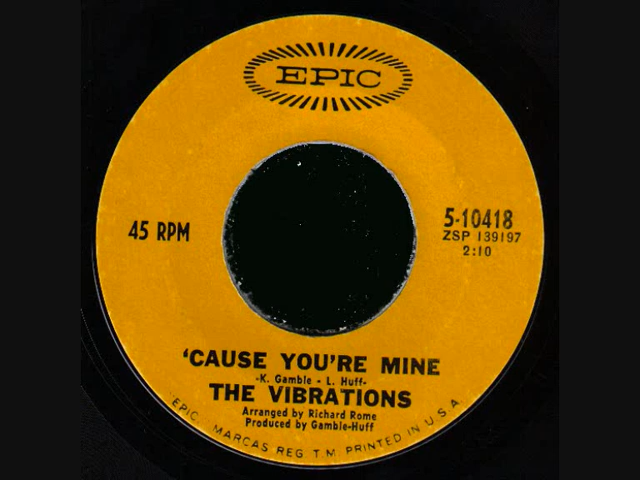 EPIC
45 RPM
5-10418
ZSP 139197
2:10
'CAUSE YOU'RE MINE
-K. Gamble - L. Huff-
THE VIBRATIONS
Arranged by Richard Rome
Produced by Gamble-Huff
"EPIC", MARCAS REG. T.M. PRINTED IN U.S.A.